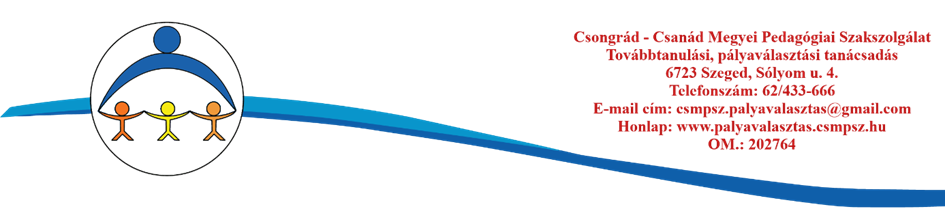 Csongrád - Csanád Megyei Pedagógiai Szakszolgálat
Továbbtanulási, pályaválasztási tanácsadás
6723 Szeged, Sólyom u. 4.
Telefonszám: 62/433-666
E-mail cím: csmpsz.palyavalasztas@gmail.com
Honlap: www.palyavalasztas.csmpsz.hu
OM.: 202764